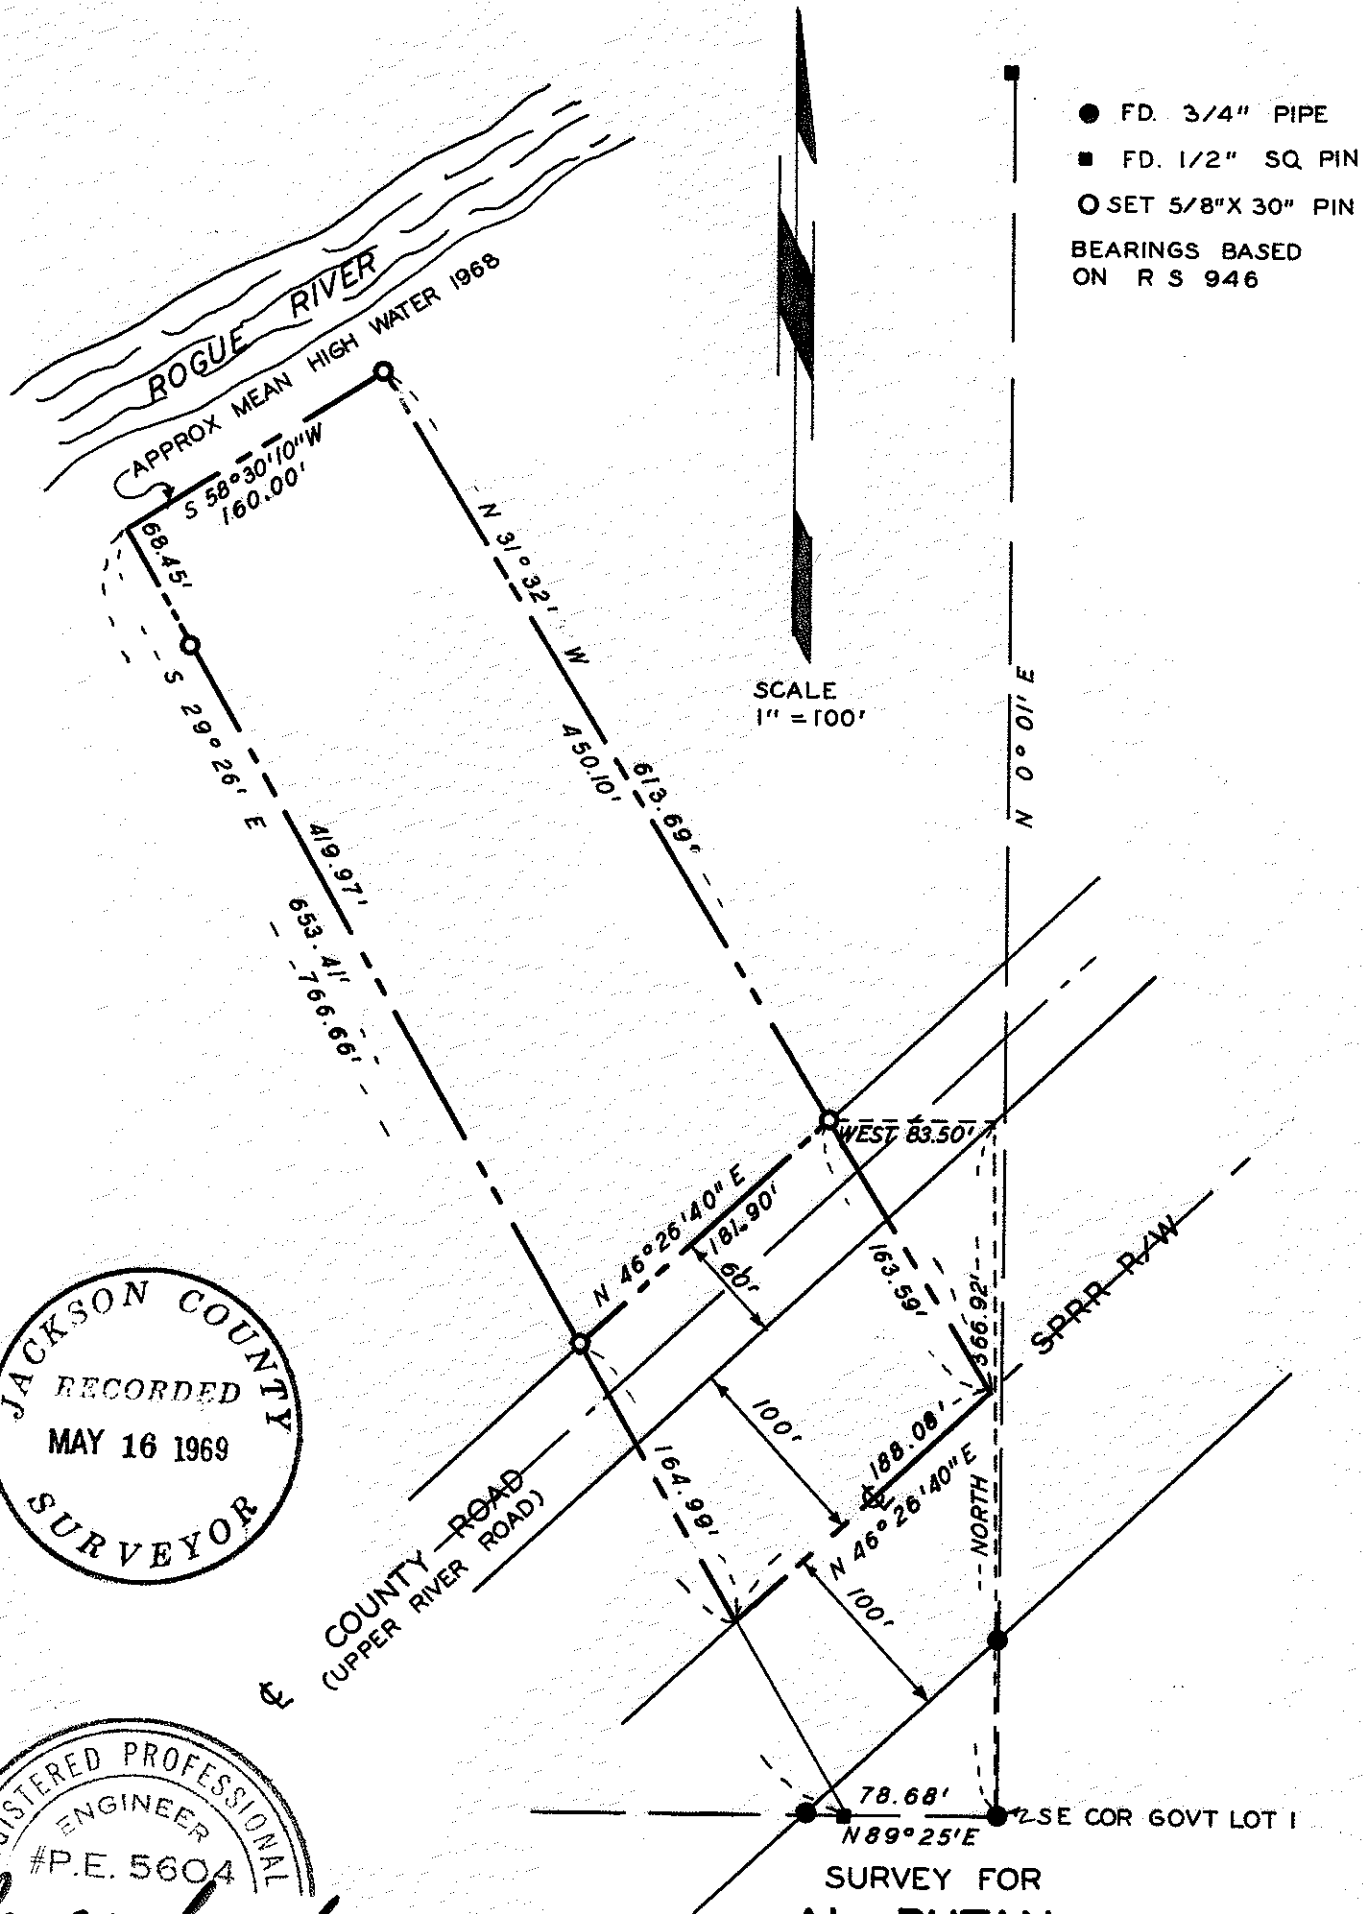 FD. 3/4" PIPE
FD. 1/2" SQ PIN
SET 5/8"X 30" PIN
BEARINGS BASED
ON R S 946
ROGUE RIVER
APPROX MEAN HIGH WATER 1968
S 58°30'10"W
160.00'
68.45'
N 31°32' W
S 29°26' E
SCALE
1" = 100'
N 0°01' E
450.10'
613.69'
419.97'
653.41'
766.66'
WEST 83.50'
N 46°26'40" E
181.90'
60'
163.59'
366.92'
SPRR R/W
JACKSON COUNTY
RECORDED
MAY 16 1969
SURVEYOR
100'
188.08'
℄
N 46°26'40" E
NORTH
164.99'
100'
℄ COUNTY ROAD
(UPPER RIVER ROAD)
78.68'
N89°25'E
SE COR GOVT LOT 1
PROFESSIONAL
ENGINEER
#P.E. 5604
SURVEY FOR